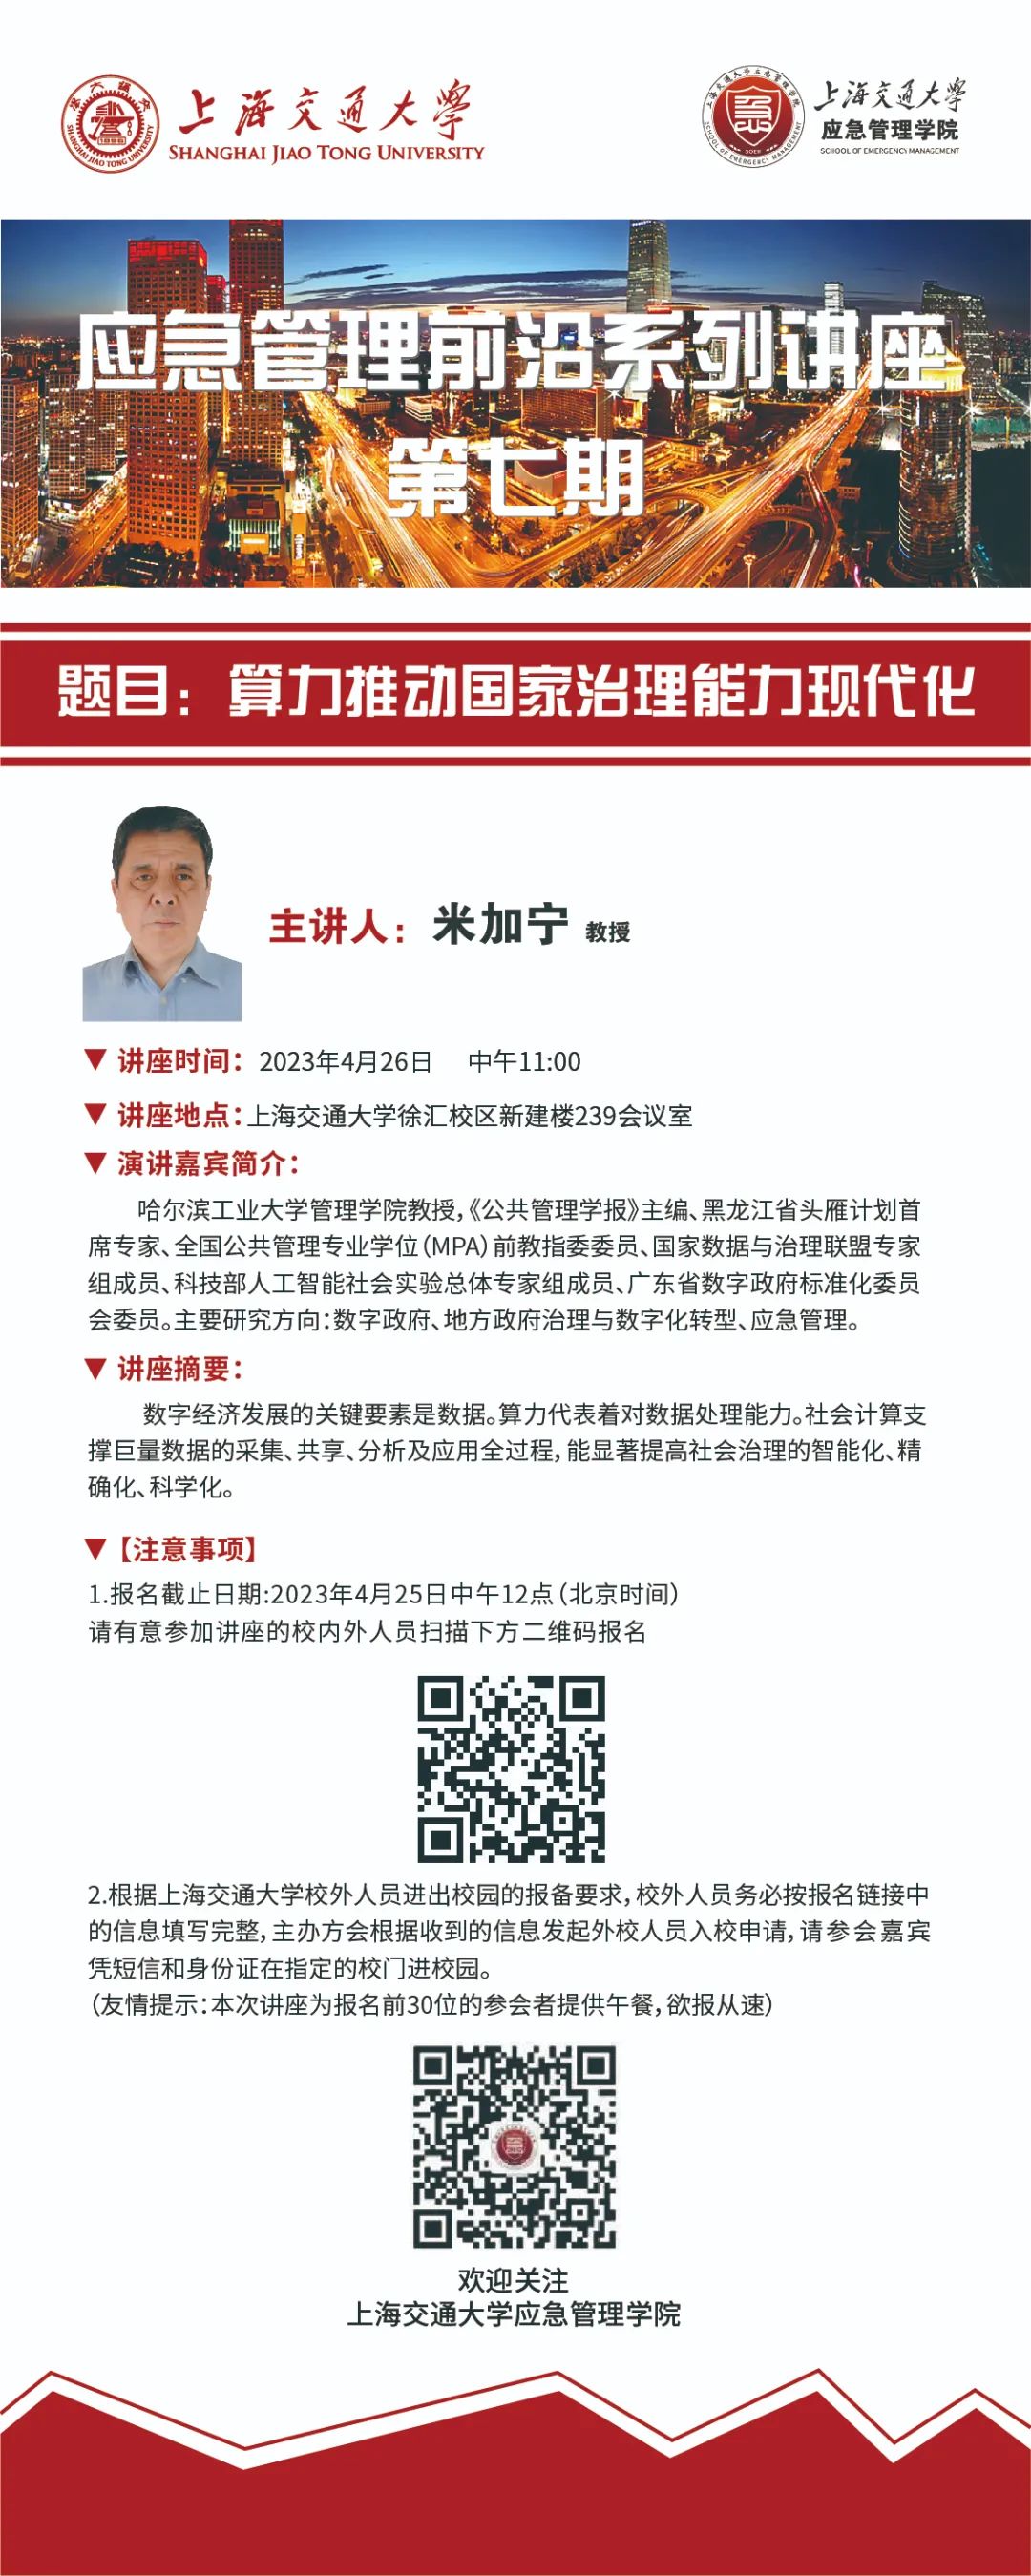 上海交通大學
SHANGHAI JIAO TONG UNIVERSITY
上海交通大學
应急管理学院
SCHOOL OF EMERGENCY MANAGEMENT
应急管理前沿系列讲座
第七期
题目：算力推动国家治理能力现代化
主讲人：米加宁 教授
▼ 讲座时间：2023年4月26日 中午11:00
▼ 讲座地点：上海交通大学徐汇校区新建楼239会议室
▼ 演讲嘉宾简介：
哈尔滨工业大学管理学院教授，《公共管理学报》主编、黑龙江省头雁计划首
席专家、全国公共管理专业学位（MPA）前教指委委员、国家数据与治理联盟专家
组成员、科技部人工智能社会实验总体专家组成员、广东省数字政府标准化委员
会委员。主要研究方向：数字政府、地方政府治理与数字化转型、应急管理。
▼ 讲座摘要：
数字经济发展的关键要素是数据。算力代表着对数据处理能力。社会计算支
撑巨量数据的采集、共享、分析及应用全过程，能显著提高社会治理的智能化、精
确化、科学化。
▼【注意事项】
1.报名截止日期:2023年4月25日中午12点（北京时间）
请有意参加讲座的校内外人员扫描下方二维码报名
2.根据上海交通大学校外人员进出校园的报备要求，校外人员务必按报名链接中
的信息填写完整，主办方会根据收到的信息发起外校人员入校申请，请参会嘉宾
凭短信和身份证在指定的校门进校园。
（友情提示：本次讲座为报名前30位的参会者提供午餐，欲报从速）
欢迎关注
上海交通大学应急管理学院